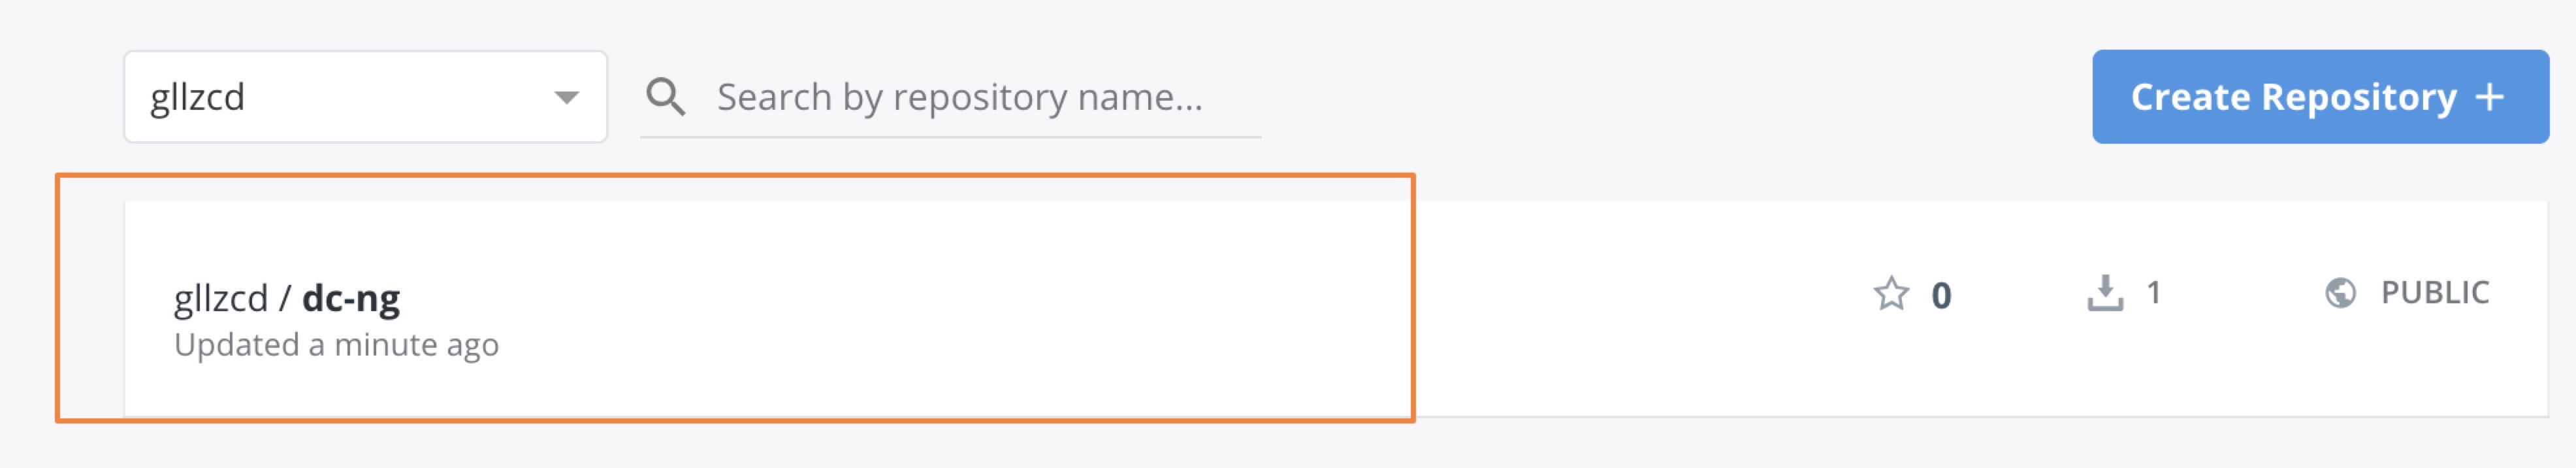 gllzcd
Search by repository name...
Create Repository +
gllzcd / dc-ng
Updated a minute ago
0
1
PUBLIC